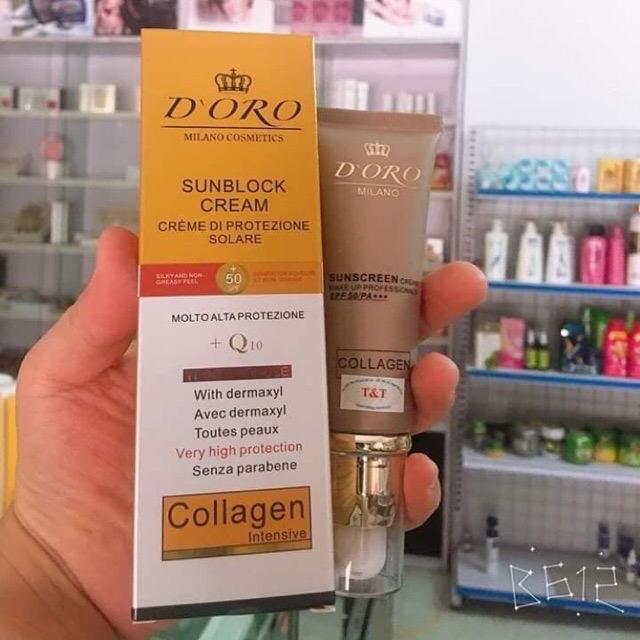 D'ORO
MILANO COSMETICS
SUNBLOCK
CREAM
CRÈME DI PROTEZIONE
SOLARE
SILKY AND NON-
GREASY FEEL
+
50
MOLTO ALTA PROTEZIONE
+ Q10
With dermaxyl
Avec dermaxyl
Toutes peaux
Very high protection
Senza parabene
Collagen
Intensive
D'ORO
MILANO
SUNSCREEN CREAM
MAKE UP PROFESSIONALS
SPF 50/PA+++
COLLAGEN
T&T
B612